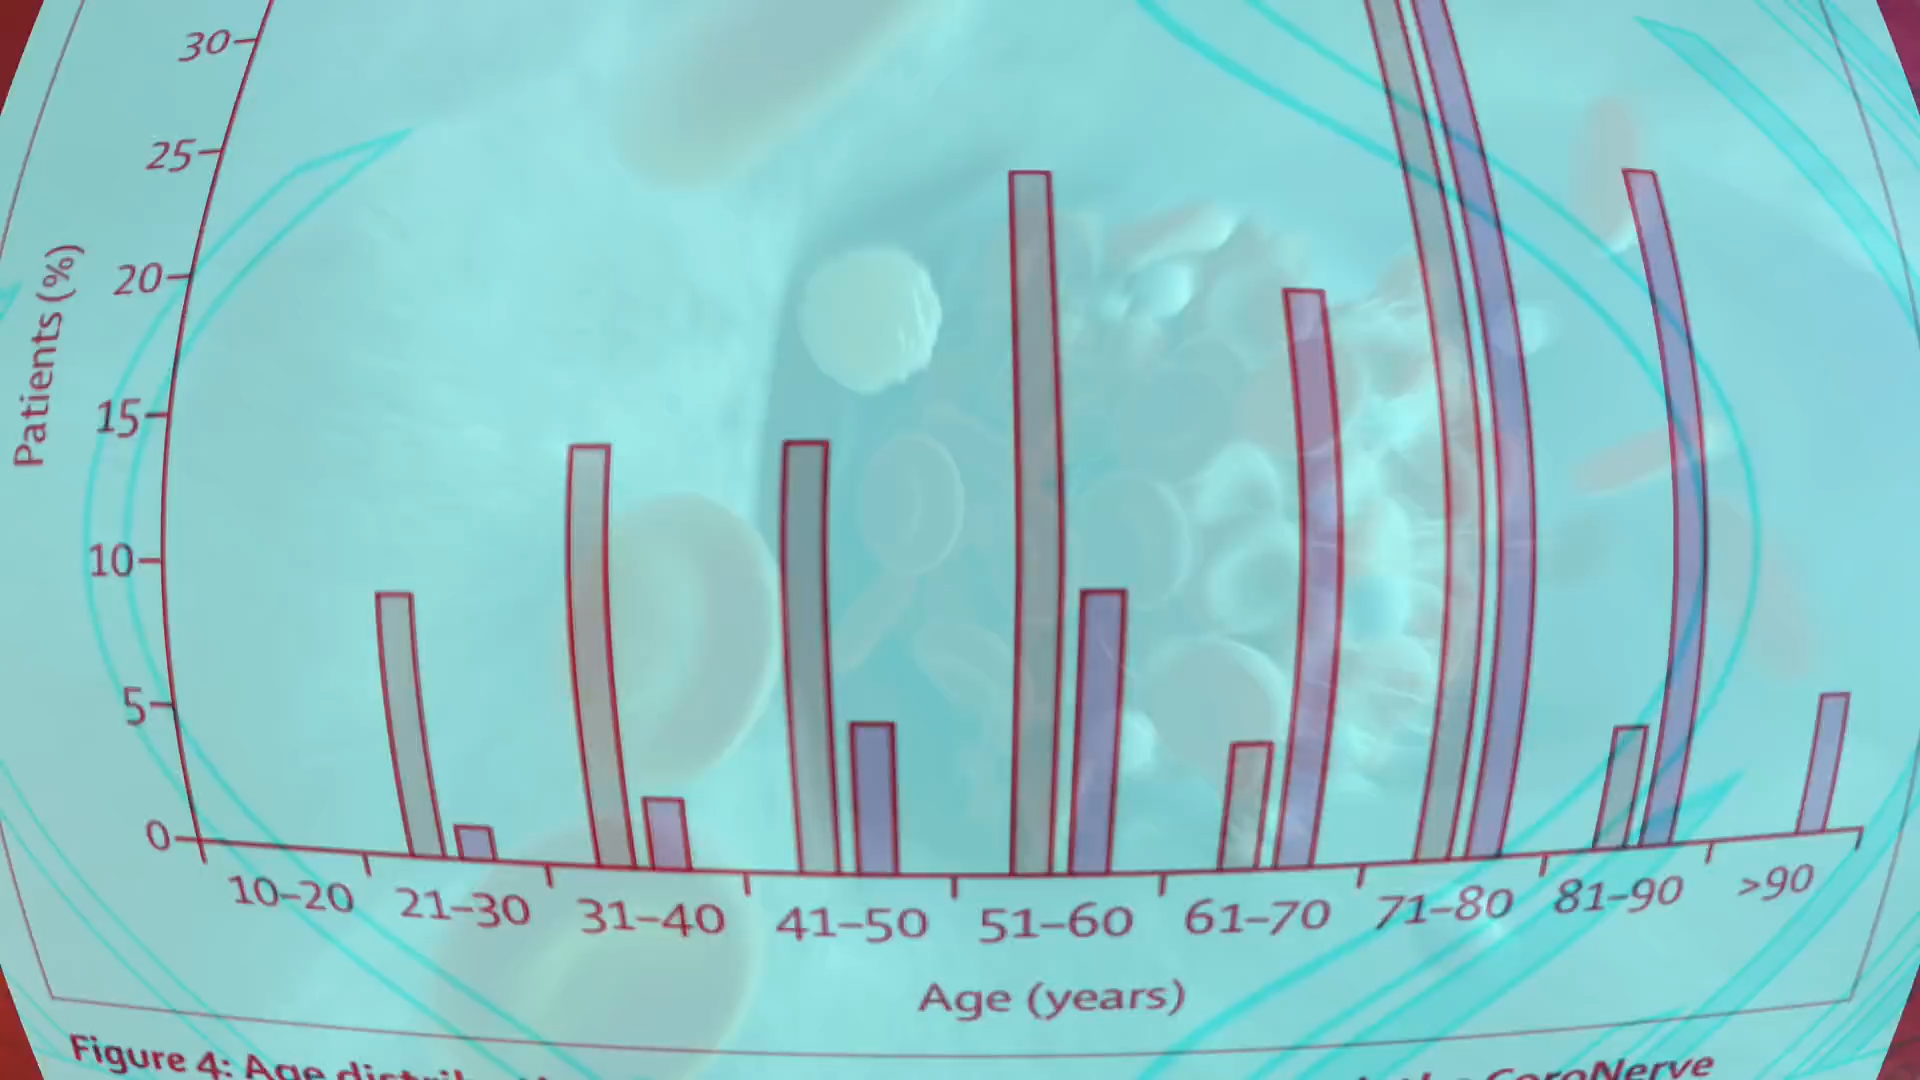 30
25
20
15
10
5
0
Patients (%)
10–20 21–30 31–40 41–50 51–60 61–70 71–80 81–90 >90
Age (years)
Figure 4: Age CoroNerve